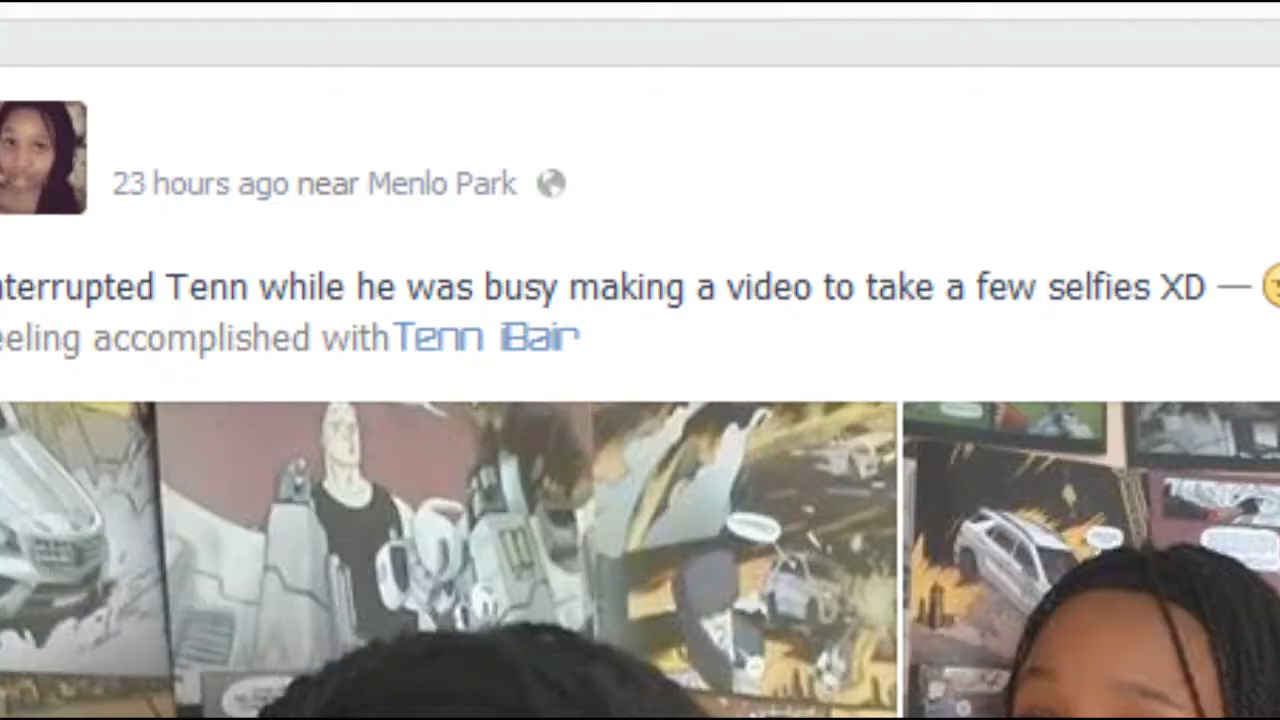 23 hours ago near Menlo Park
nterrupted Tenn while he was busy making a video to take a few selfies XD —
eeling accomplished with Tenn iBair